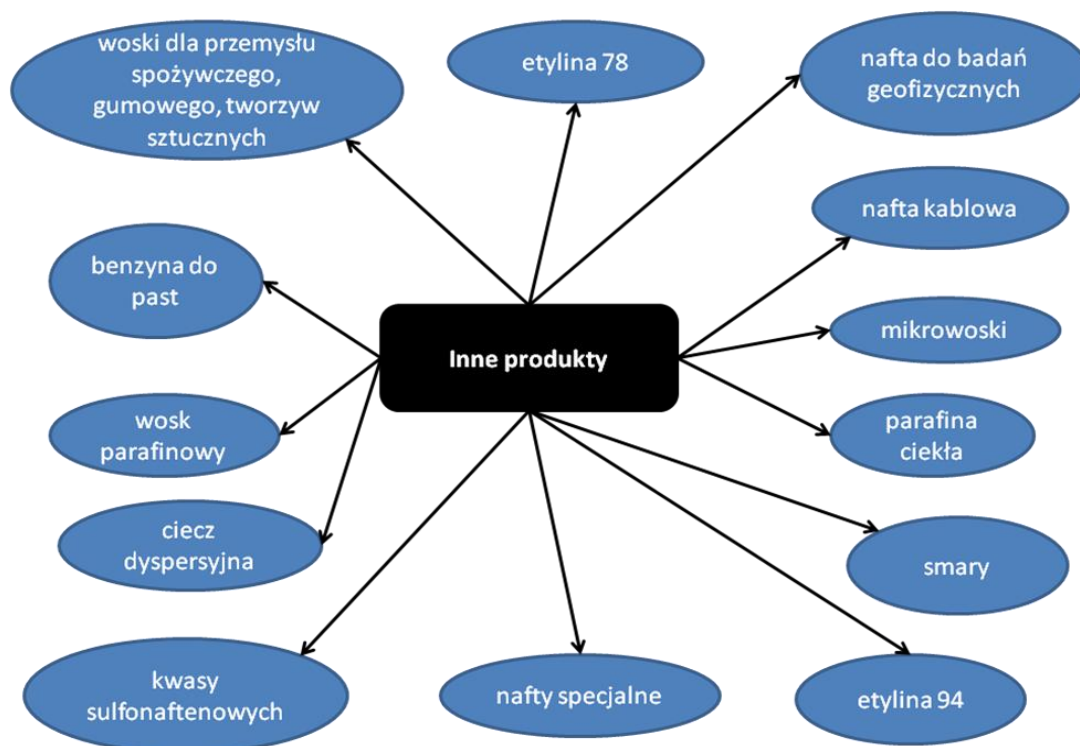 woski dla przemysłu
spożywczego,
gumowego, tworzyw
sztucznych
etylina 78
nafta do badań
geofizycznych
nafta kablowa
benzyna do
past
mikrowoski
Inne produkty
wosk
parafinowy
parafina
ciekła
ciecz
dyspersyjna
smary
kwasy
sulfonaftenowych
nafty specjalne
etylina 94